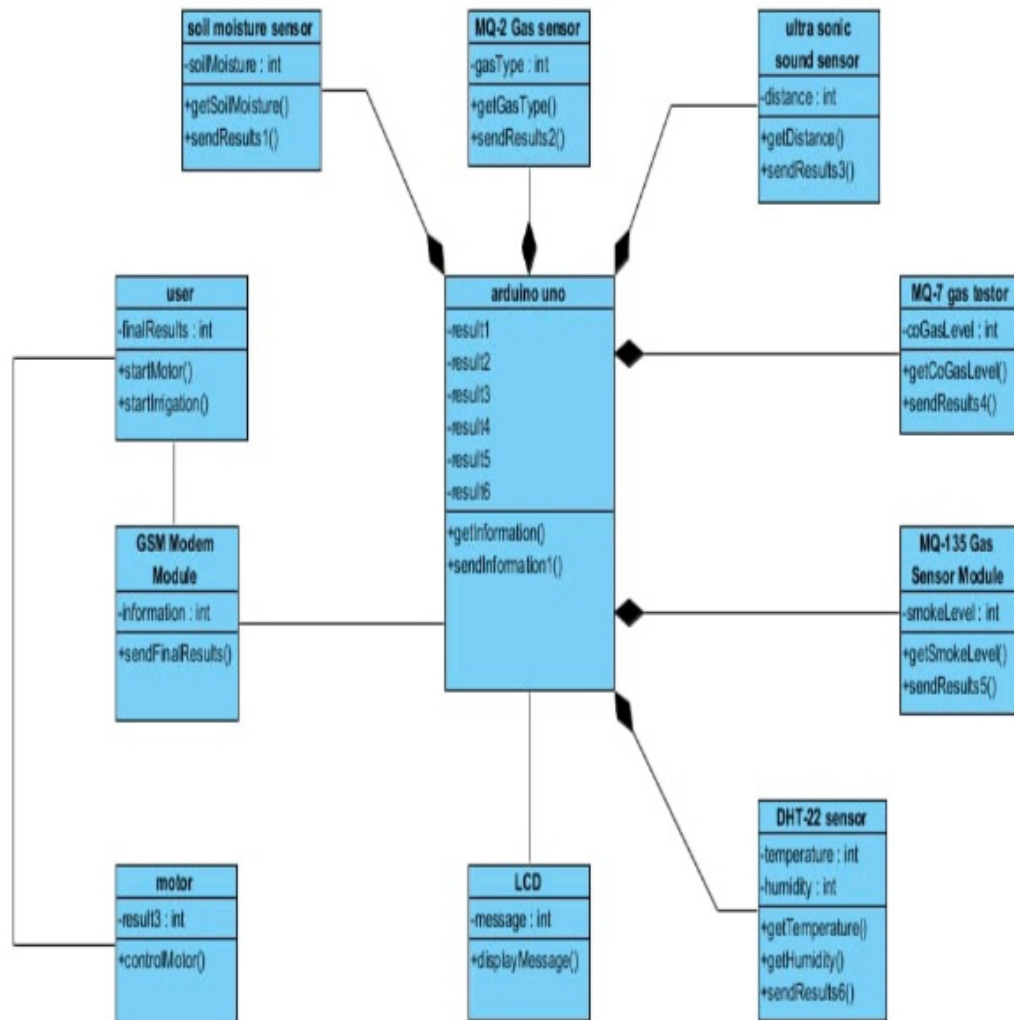 soil moisture sensor
-soilMoisture : int
+getSoilMoisture()
+sendResults1()
MQ-2 Gas sensor
-gasType : int
+getGasType()
+sendResults2()
ultra sonic
sound sensor
-distance : int
+getDistance()
+sendResults3()
user
-finalResults : int
+startMotor()
+startIrrigation()
arduino uno
-result1
-result2
-result3
-result4
-result5
-result6
+getInformation()
+sendInformation1()
MQ-7 gas testor
-coGasLevel : int
+getCoGasLevel()
+sendResults4()
GSM Modem
Module
-information : int
+sendFinalResults()
MQ-135 Gas
Sensor Module
-smokeLevel : int
+getSmokeLevel()
+sendResults5()
motor
-result3 : int
+controlMotor()
LCD
-message : int
+displayMessage()
DHT-22 sensor
-temperature : int
-humidity : int
+getTemperature()
+getHumidity()
+sendResults6()